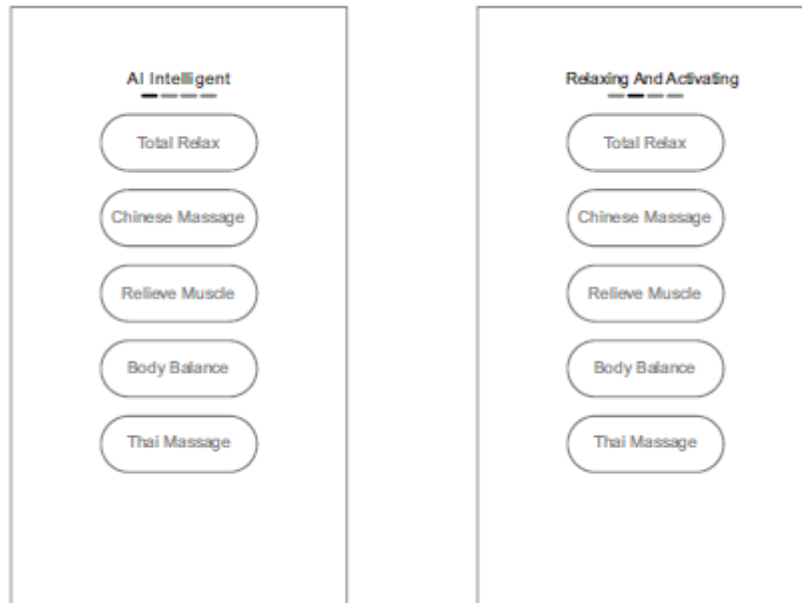 AI Intelligent
Total Relax
Chinese Massage
Relieve Muscle
Body Balance
Thai Massage
Relaxing And Activating
Total Relax
Chinese Massage
Relieve Muscle
Body Balance
Thai Massage